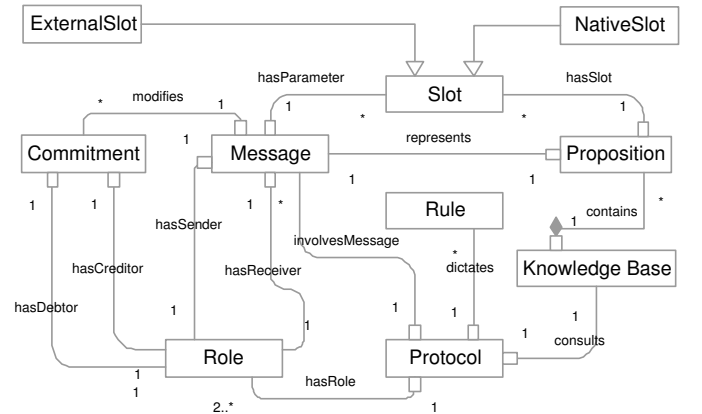 ExternalSlot
NativeSlot
hasParameter
hasSlot
Slot
1
*
*
1
modifies
*
1
Commitment
Message
represents
Proposition
1
1
1
1
1
1
*
Rule
contains
1
*
hasSender
involvesMessage
*
dictates
Knowledge Base
hasCreditor
hasReceiver
hasDebtor
1
1
1
1
1
1
consults
Role
Protocol
1
1
hasRole
2..*
1